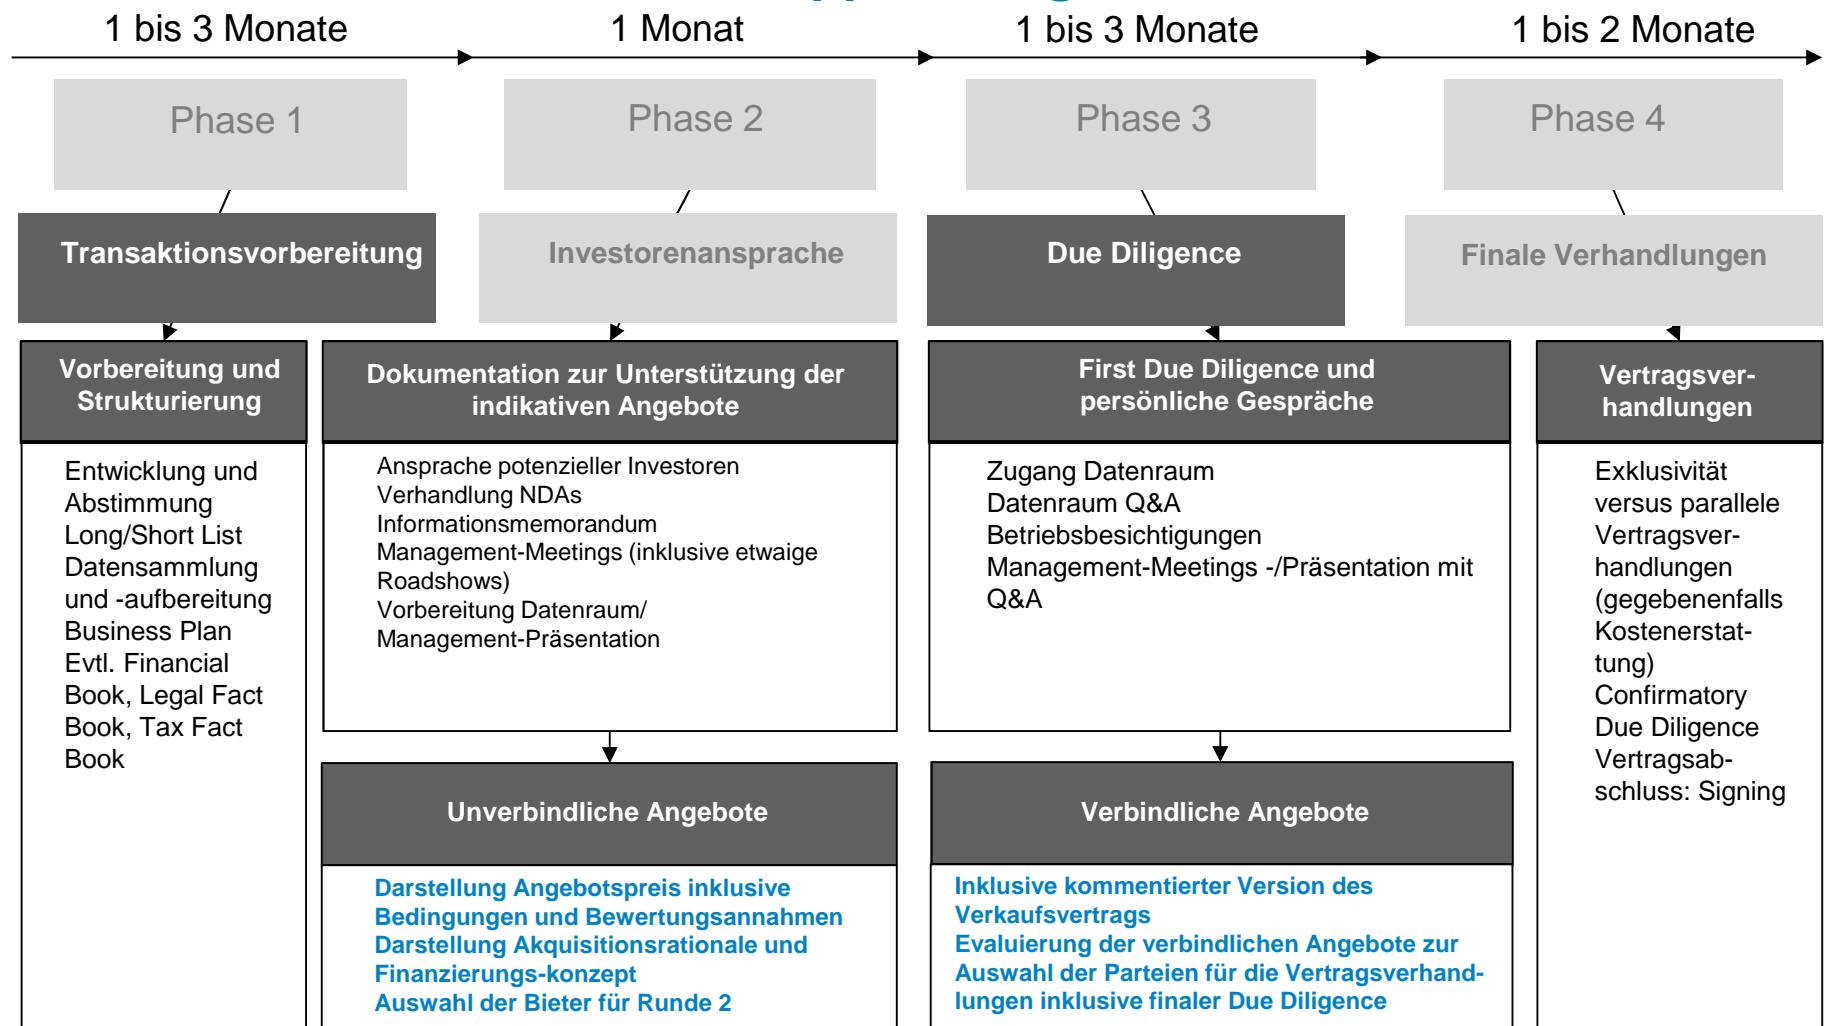 1 bis 3 Monate
1 Monat
1 bis 3 Monate
1 bis 2 Monate
Phase 1
Phase 2
Phase 3
Phase 4
Transaktionsvorbereitung
Investorenansprache
Due Diligence
Finale Verhandlungen
Vorbereitung und
Strukturierung
Entwicklung und
Abstimmung
Long/Short List
Datensammlung
und -aufbereitung
Business Plan
Evtl. Financial
Book, Legal Fact
Book, Tax Fact
Book
Dokumentation zur Unterstützung der
indikativen Angebote
Ansprache potenzieller Investoren
Verhandlung NDAs
Informationsmemorandum
Management-Meetings (inklusive etwaige
Roadshows)
Vorbereitung Datenraum/
Management-Präsentation
Unverbindliche Angebote
Darstellung Angebotspreis inklusive
Bedingungen und Bewertungsannahmen
Darstellung Akquisitionsrationale und
Finanzierungs-konzept
Auswahl der Bieter für Runde 2
First Due Diligence und
persönliche Gespräche
Zugang Datenraum
Datenraum Q&A
Betriebsbesichtigungen
Management-Meetings -/Präsentation mit
Q&A
Verbindliche Angebote
Inklusive kommentierter Version des
Verkaufsvertrags
Evaluierung der verbindlichen Angebote zur
Auswahl der Parteien für die Vertragsverhand-
lungen inklusive finaler Due Diligence
Vertragsver-
handlungen
Exklusivität
versus parallele
Vertragsver-
handlungen
(gegebenenfalls
Kostenerstat-
tung)
Confirmatory
Due Diligence
Vertragsab-
schluss: Signing